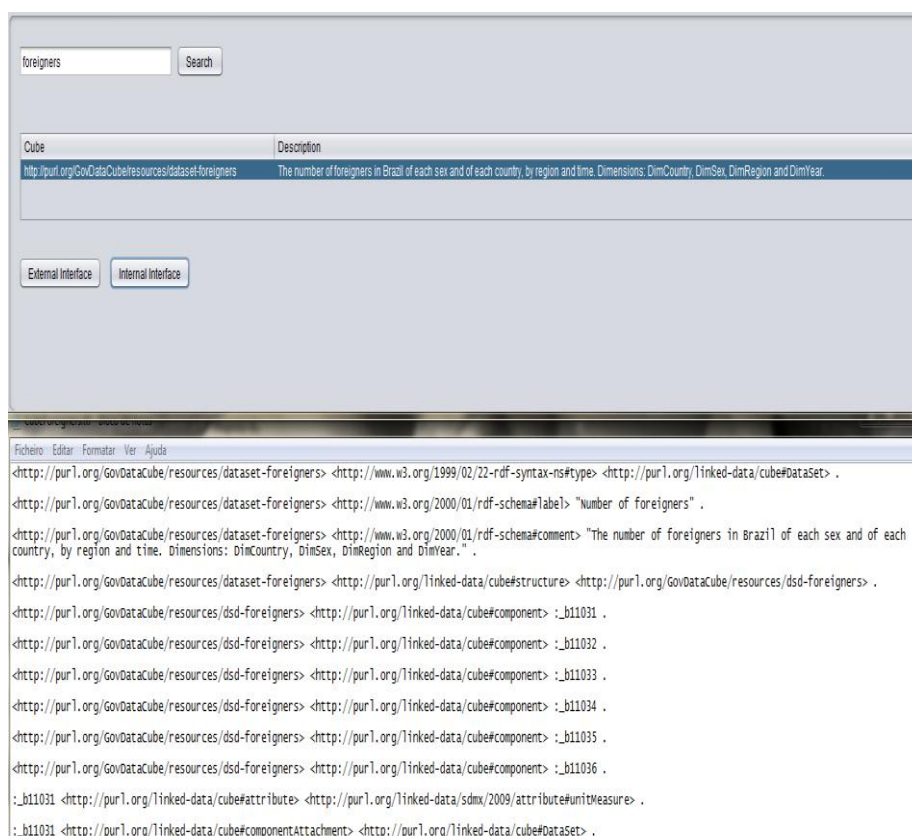 foreigners
Search
Cube Description
http://purl.org/GovDataCube/resources/dataset-foreigners The number of foreigners in Brazil of each sex and of each country, by region and time. Dimensions: DimCountry, DimSex, DimRegion and DimYear.
External Interface Internal Interface
Ficheiro Editar Formatar Ver Ajuda
<http://purl.org/GovDataCube/resources/dataset-foreigners> <http://www.w3.org/1999/02/22-rdf-syntax-ns#type> <http://purl.org/linked-data/cube#DataSet> .
<http://purl.org/GovDataCube/resources/dataset-foreigners> <http://www.w3.org/2000/01/rdf-schema#label> "Number of foreigners" .
<http://purl.org/GovDataCube/resources/dataset-foreigners> <http://www.w3.org/2000/01/rdf-schema#comment> "The number of foreigners in Brazil of each sex and of each
country, by region and time. Dimensions: DimCountry, DimSex, DimRegion and DimYear." .
<http://purl.org/GovDataCube/resources/dataset-foreigners> <http://purl.org/linked-data/cube#structure> <http://purl.org/GovDataCube/resources/dsd-foreigners> .
<http://purl.org/GovDataCube/resources/dsd-foreigners> <http://purl.org/linked-data/cube#component> :_b11031 .
<http://purl.org/GovDataCube/resources/dsd-foreigners> <http://purl.org/linked-data/cube#component> :_b11032 .
<http://purl.org/GovDataCube/resources/dsd-foreigners> <http://purl.org/linked-data/cube#component> :_b11033 .
<http://purl.org/GovDataCube/resources/dsd-foreigners> <http://purl.org/linked-data/cube#component> :_b11034 .
<http://purl.org/GovDataCube/resources/dsd-foreigners> <http://purl.org/linked-data/cube#component> :_b11035 .
<http://purl.org/GovDataCube/resources/dsd-foreigners> <http://purl.org/linked-data/cube#component> :_b11036 .
:_b11031 <http://purl.org/linked-data/cube#attribute> <http://purl.org/linked-data/sdmx/2009/attribute#unitMeasure> .
:_b11031 <http://purl.org/linked-data/cube#componentAttachment> <http://purl.org/linked-data/cube#DataSet> .